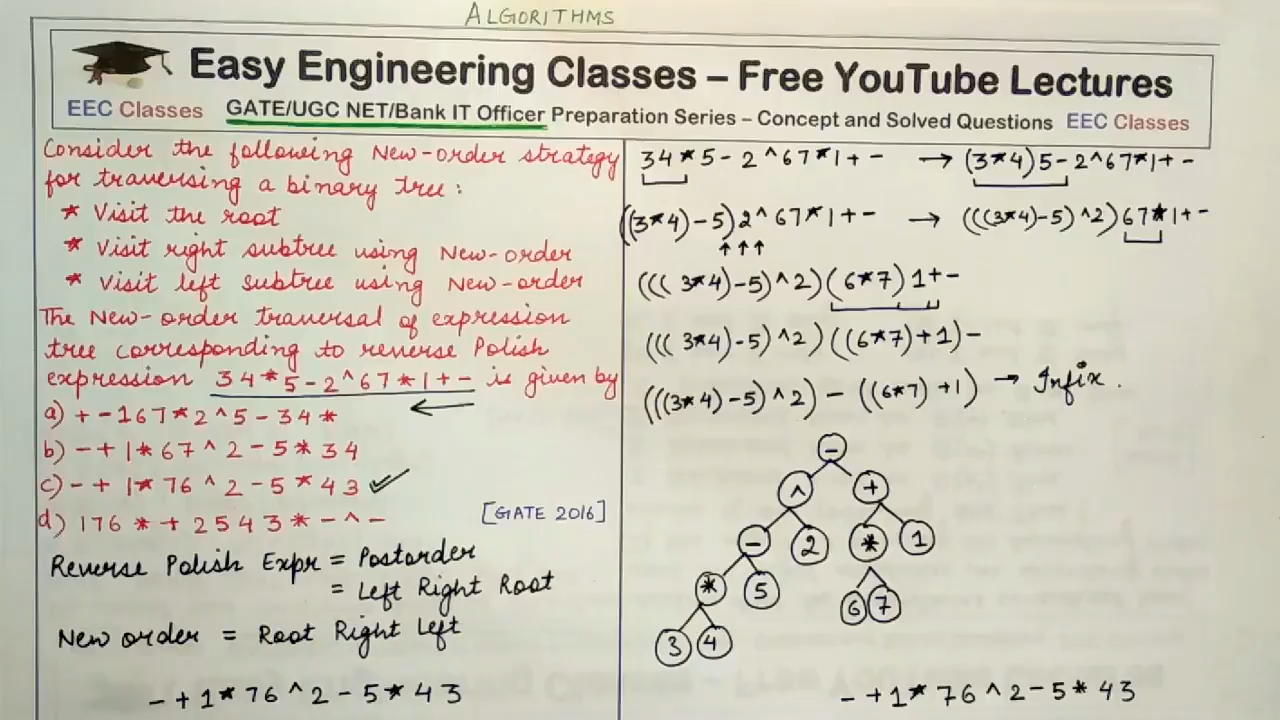 ALGORITHMS
Easy Engineering Classes – Free YouTube Lectures
EEC Classes GATE/UGC NET/Bank IT Officer Preparation Series – Concept and Solved Questions EEC Classes
Consider the following New-order strategy
for traversing a binary tree:
* Visit the root
* Visit right subtree using New-order
* Visit left subtree using New-order
The New-order traversal of expression
tree corresponding to reverse Polish
expression 3 4 * 5 - 2 ^ 6 7 * 1 + - is given by
a) + - 1 6 7 * 2 ^ 5 - 3 4 *
b) - + 1 * 6 7 ^ 2 - 5 * 3 4
c) - + 1 * 7 6 ^ 2 - 5 * 4 3 ✓
d) 1 7 6 * + 2 5 4 3 * - ^ -
[GATE 2016]
Reverse Polish Expr = Postorder
= Left Right Root
New order = Root Right Left
- + 1 * 7 6 ^ 2 - 5 * 4 3
3 4 * 5 - 2 ^ 6 7 * 1 + - → (3*4) 5 - 2 ^ 6 7 * 1 + -
((3*4) - 5) 2 ^ 6 7 * 1 + - → (((3*4) - 5) ^ 2) 6 7 * 1 + -
(((3*4) - 5) ^ 2) (6*7) 1 + -
(((3*4) - 5) ^ 2) ((6*7) + 1) -
(((3*4) - 5) ^ 2) - ((6*7) + 1) → Infix.
-
^ +
- 2 * 1
* 5 6 7
3 4
- + 1 * 7 6 ^ 2 - 5 * 4 3